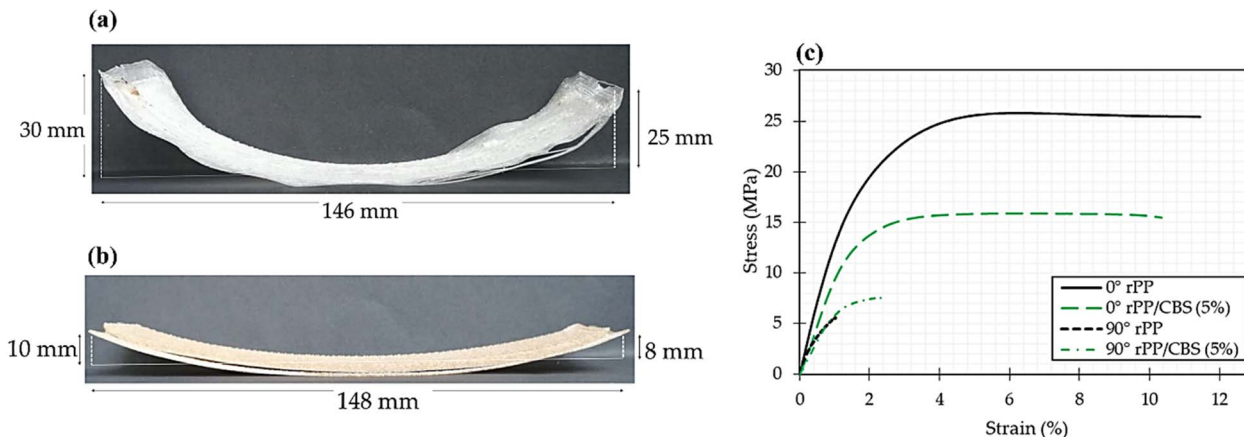 (a)
30 mm
25 mm
146 mm
(b)
10 mm
8 mm
148 mm
(c)
Stress (MPa)
30
25
20
15
10
5
0
0° rPP
0° rPP/CBS (5%)
90° rPP
90° rPP/CBS (5%)
0 2 4 6 8 10 12
Strain (%)